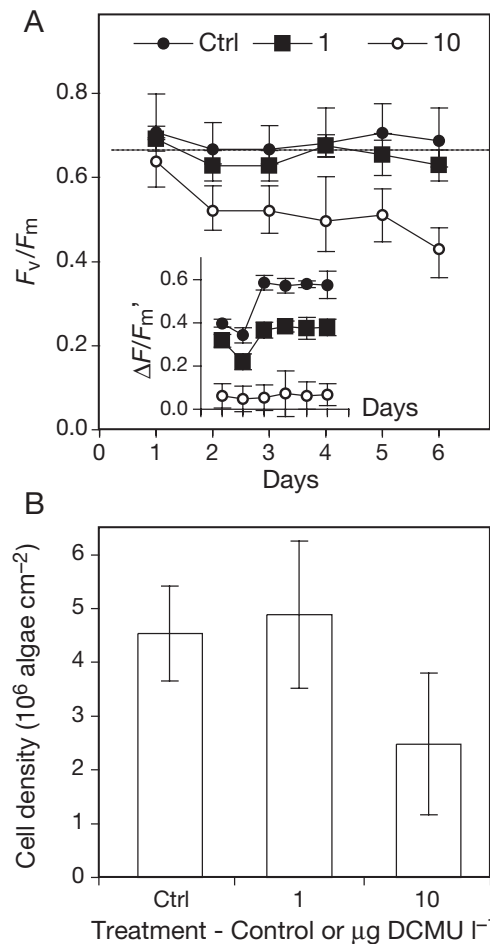 A
Ctrl 1 10
0.8
0.6
0.4
0.2
0.0
Fv/Fm
0.6
0.4
0.2
0.0
ΔF/Fm’
Days
0 1 2 3 4 5 6
Days
B
6
5
4
3
2
1
0
Cell density (10⁶ algae cm⁻²)
Ctrl 1 10
Treatment - Control or µg DCMU l⁻¹